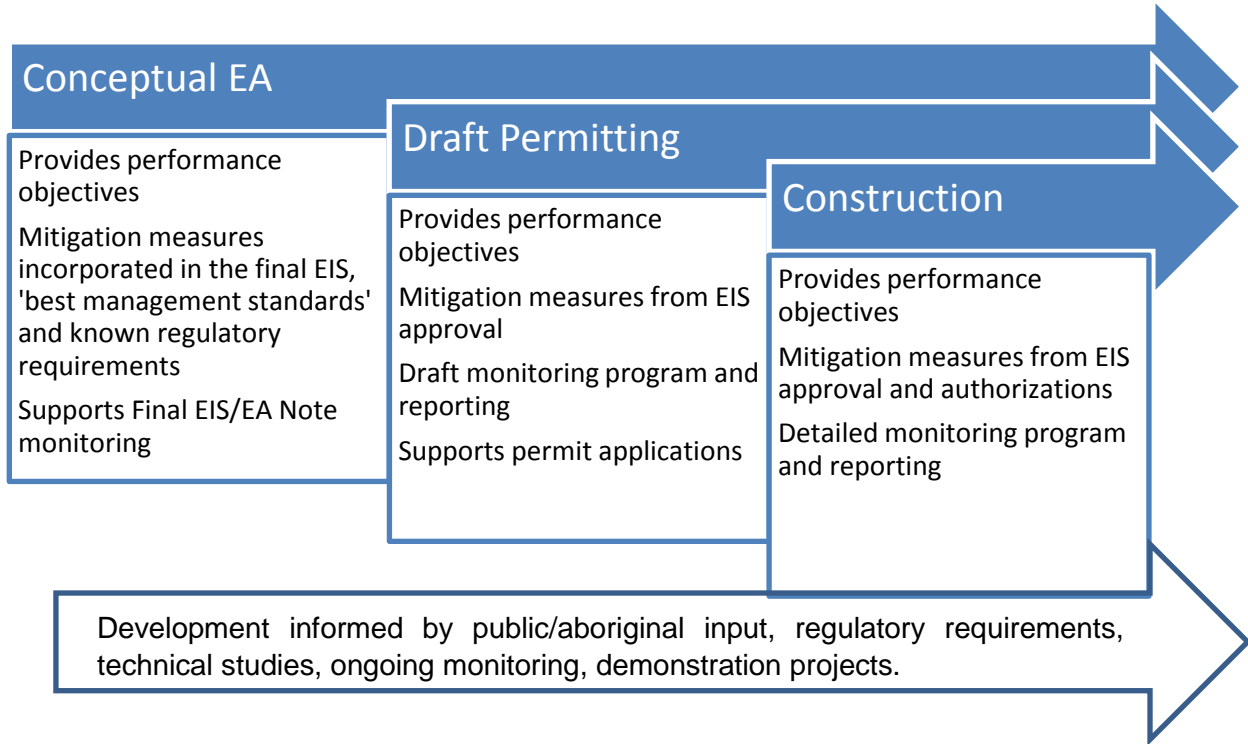 Conceptual EA
Provides performance
objectives
Mitigation measures
incorporated in the final EIS,
'best management standards'
and known regulatory
requirements
Supports Final EIS/EA Note
monitoring
Draft Permitting
Provides performance
objectives
Mitigation measures from EIS
approval
Draft monitoring program and
reporting
Supports permit applications
Construction
Provides performance
objectives
Mitigation measures from EIS
approval and authorizations
Detailed monitoring program
and reporting
Development informed by public/aboriginal input, regulatory requirements,
technical studies, ongoing monitoring, demonstration projects.